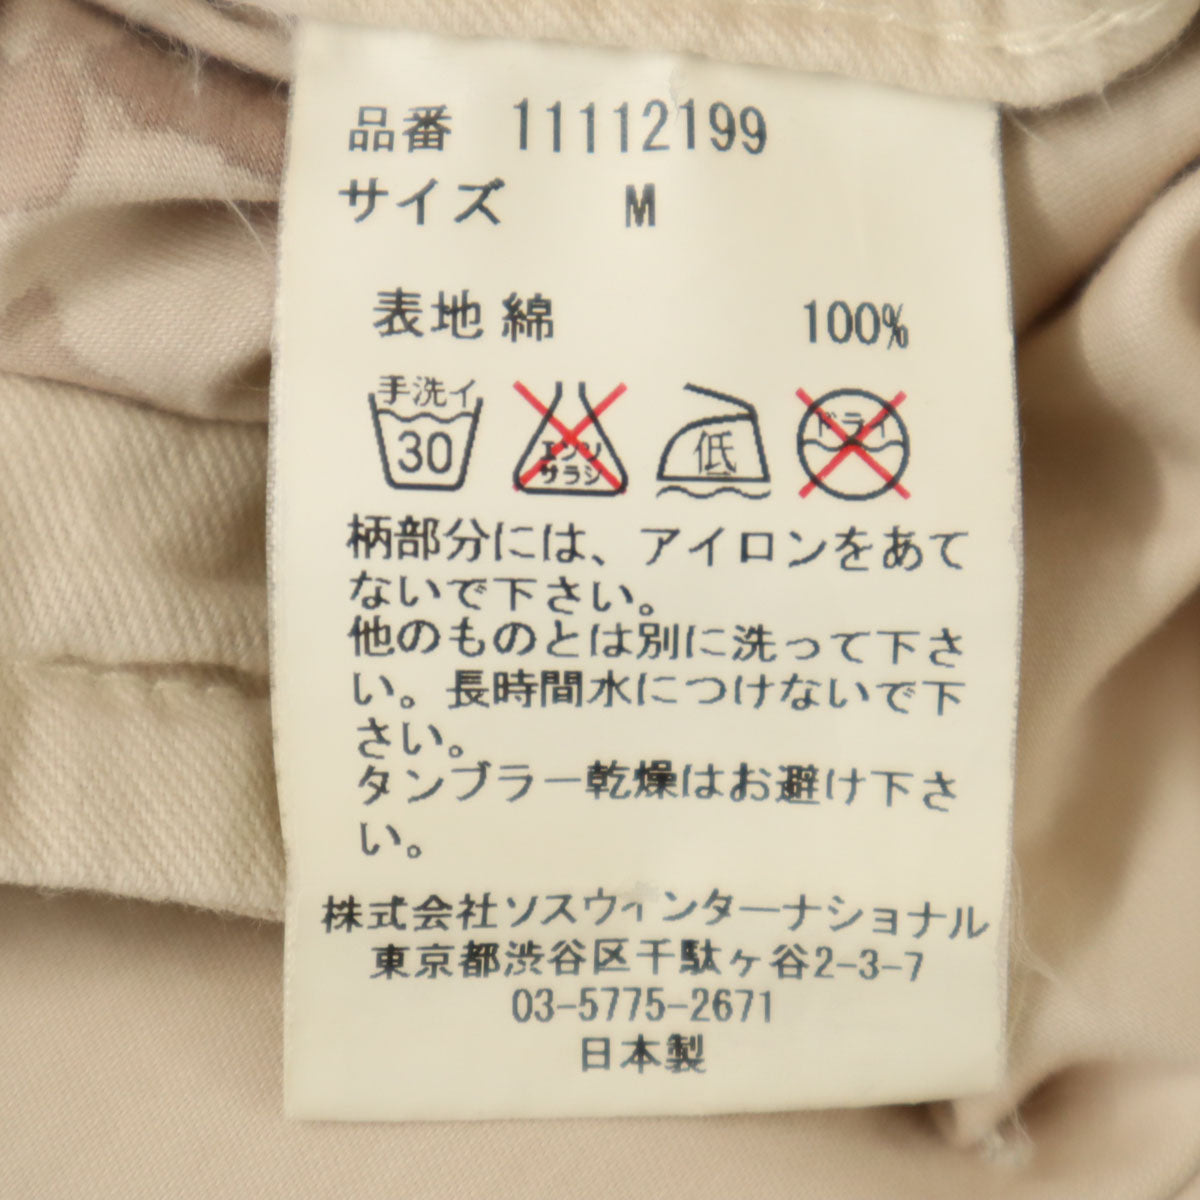 品番 11112199
サイズ M
表地 綿 100%
手洗イ
30
エンソ
サラシ
低
ドライ
柄部分には、アイロンをあて
ないで下さい。
他のものとは別に洗って下さ
い。長時間水につけないで下
さい。
タンブラー乾燥はお避け下さ
い。
株式会社ソスウィンターナショナル
東京都渋谷区千駄ヶ谷2-3-7
03-5775-2671
日本製